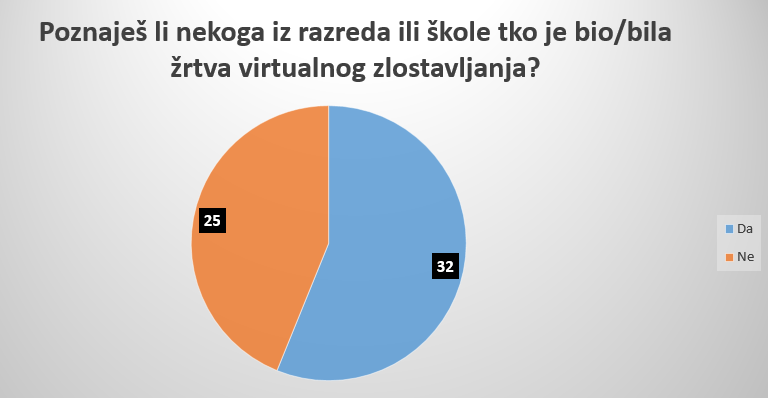 Poznaješ li nekoga iz razreda ili škole tko je bio/bila
žrtva virtualnog zlostavljanja?
25
32
Da
Ne